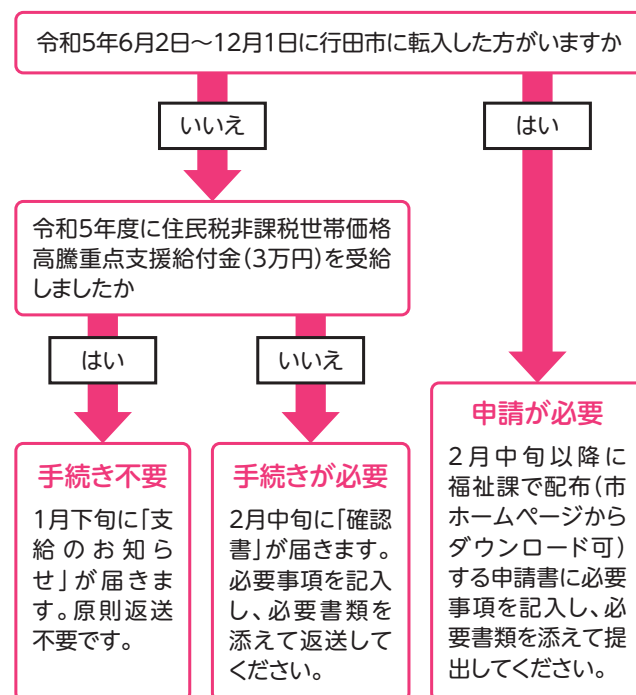 令和5年6月2日～12月1日に行田市に転入した方がいますか
いいえ
はい
令和5年度に住民税非課税世帯価格
高騰重点支援給付金(3万円)を受給
しましたか
はい
いいえ
手続き不要
1月下旬に「支
給のお知ら
せ」が届きま
す。原則返送
不要です。
手続きが必要
2月中旬に「確認
書」が届きます。
必要事項を記入
し、必要書類を
添えて返送して
ください。
申請が必要
2月中旬以降に
福祉課で配布(市
ホームページから
ダウンロード可)
する申請書に必要
事項を記入し、必
要書類を添えて提
出してください。